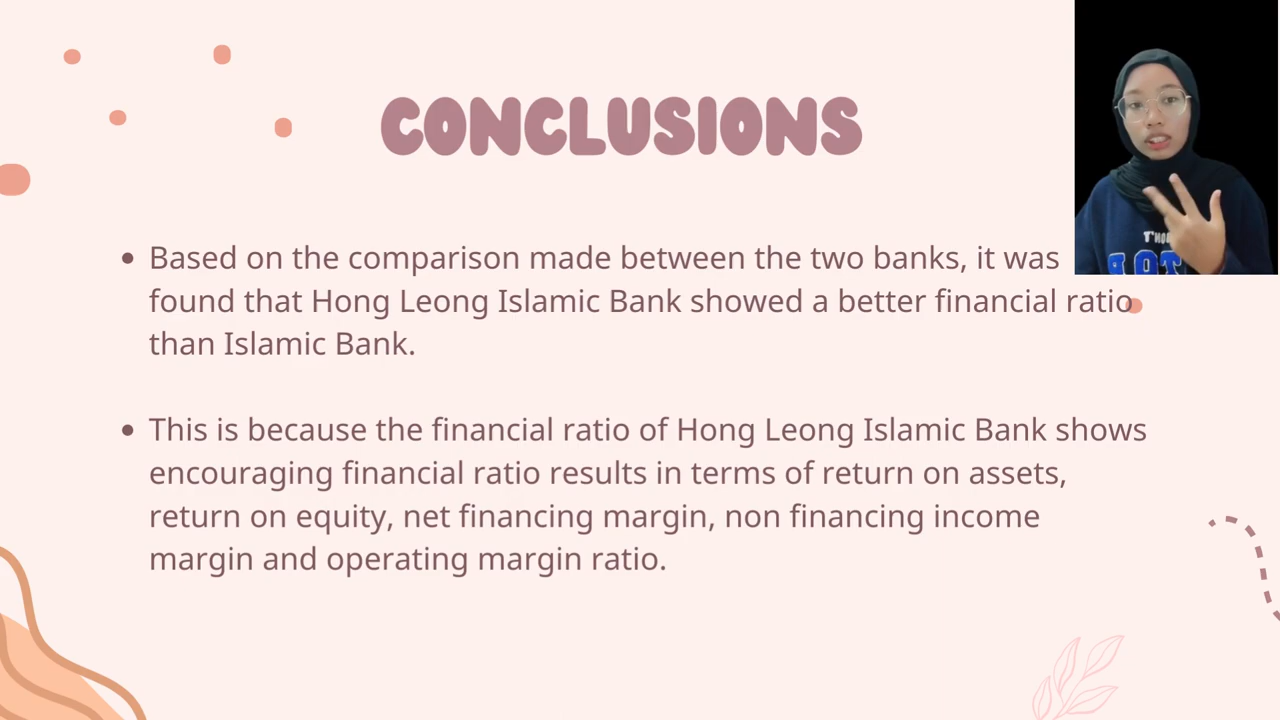 CONCLUSIONS
Based on the comparison made between the two banks, it was
found that Hong Leong Islamic Bank showed a better financial ratio
than Islamic Bank.
This is because the financial ratio of Hong Leong Islamic Bank shows
encouraging financial ratio results in terms of return on assets,
return on equity, net financing margin, non financing income
margin and operating margin ratio.